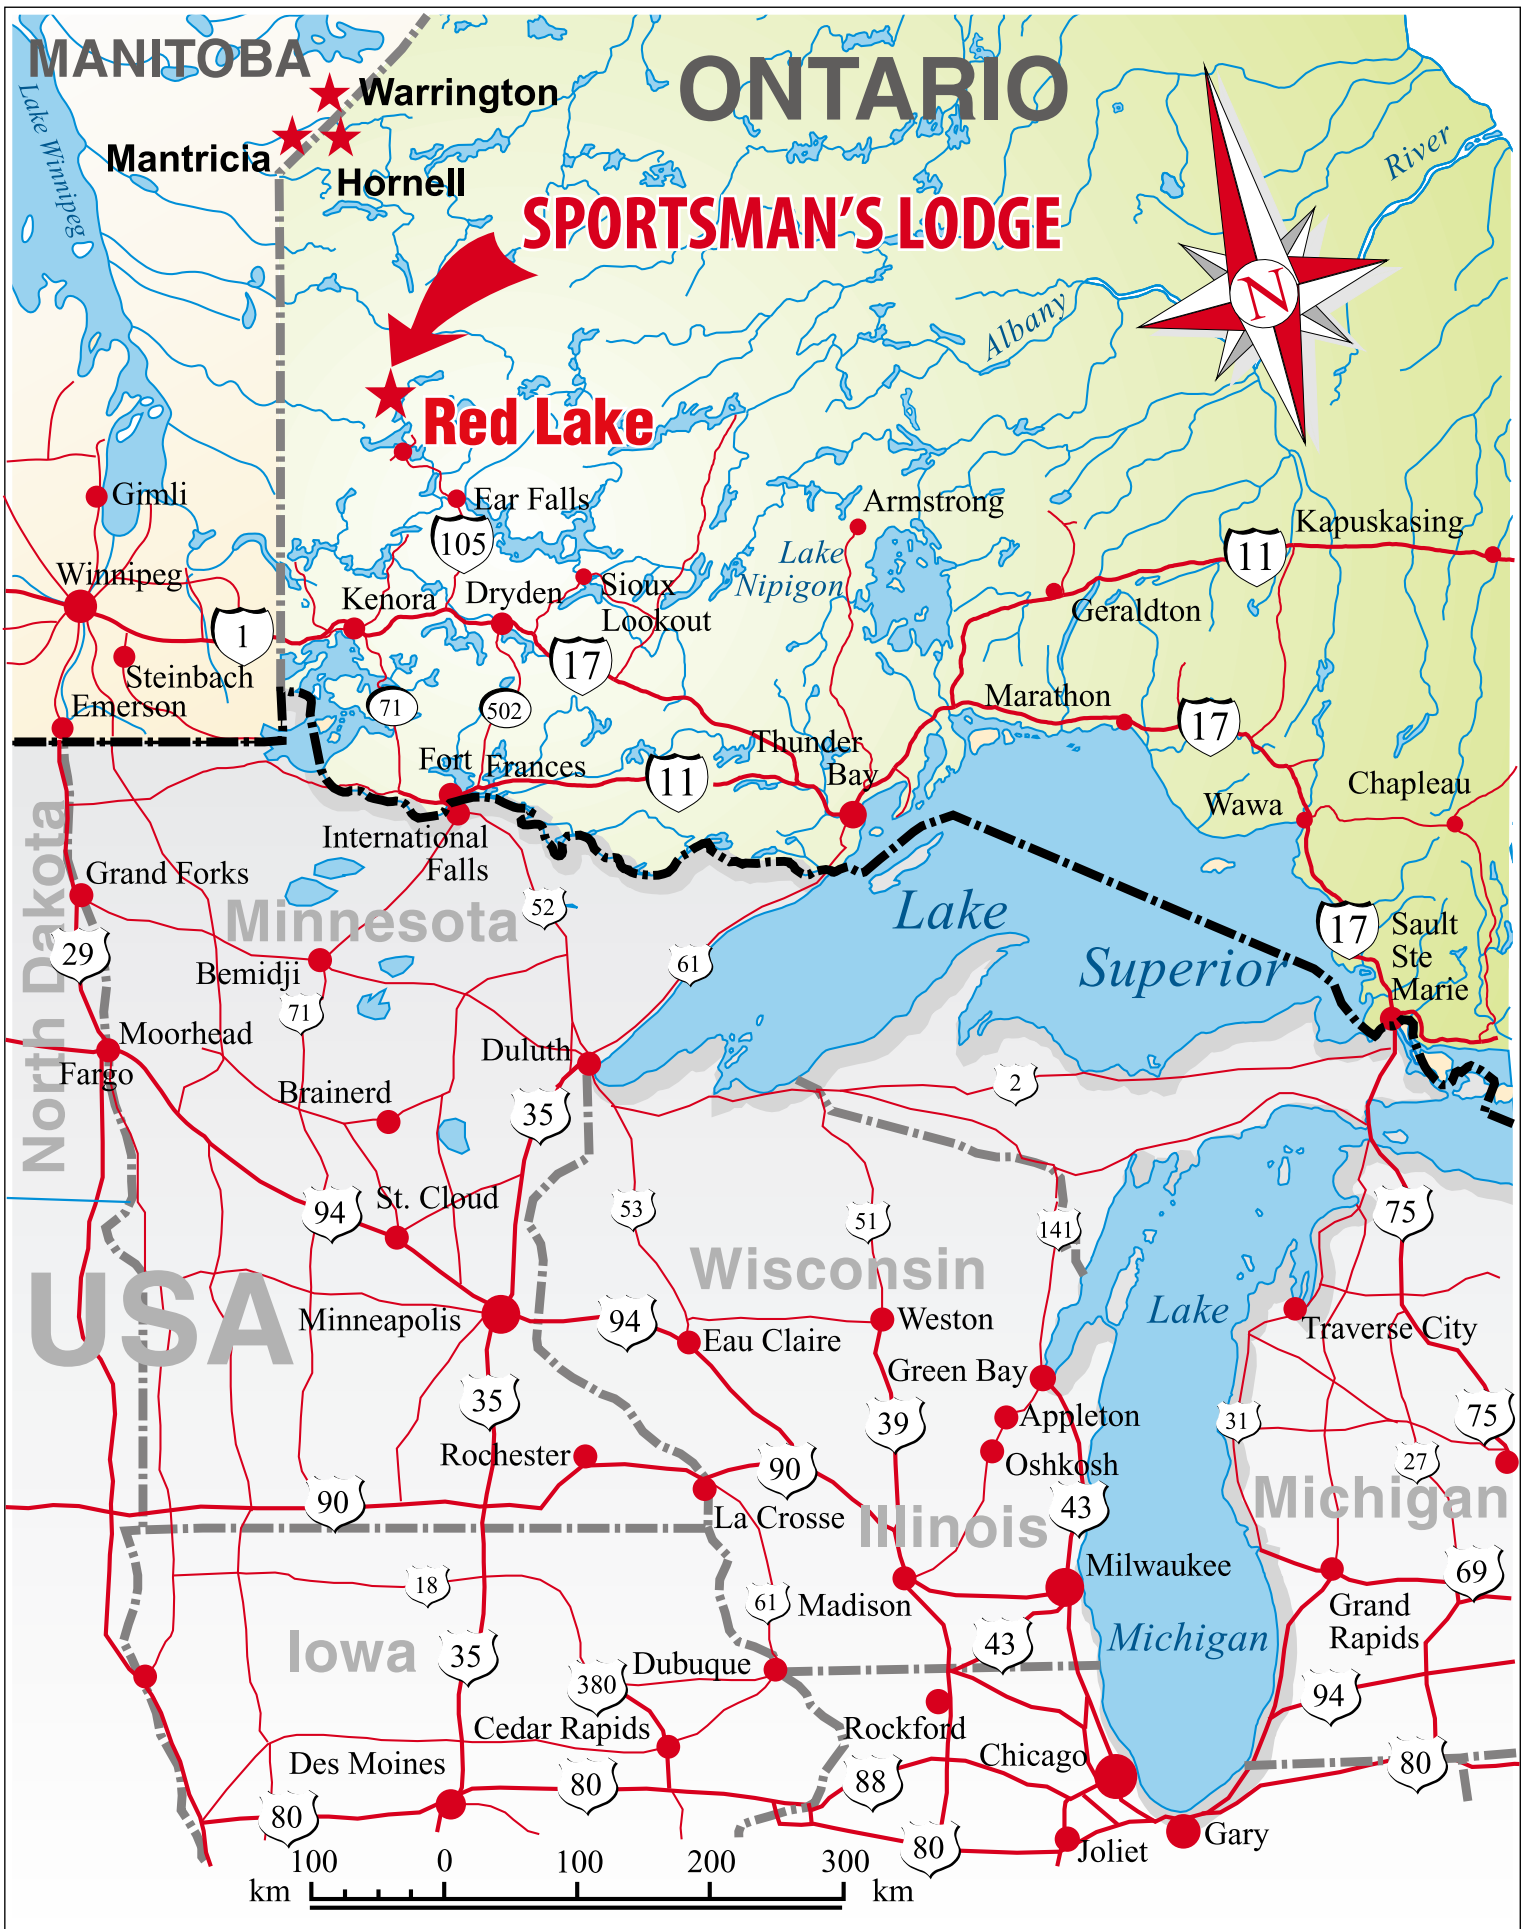 MANITOBA
ONTARIO
Warrington
Mantricia
Hornell
Lake Winnipeg
SPORTSMAN'S LODGE
River
Albany
N
Red Lake
Gimli
Ear Falls
105
Armstrong
Lake
Nipigon
Kapuskasing
11
Winnipeg
Kenora
Dryden
Sioux
Lookout
Geraldton
1
17
Steinbach
Emerson
71
502
Marathon
17
Fort Frances
11
Thunder
Bay
Wawa
Chapleau
International
Falls
Grand Forks
North Dakota
Minnesota
52
Lake
Superior
17
Sault
Ste
Marie
29
Bemidji
61
71
Moorhead
Fargo
Duluth
2
Brainerd
35
94
St. Cloud
53
51
141
75
Wisconsin
USA
Minneapolis
94
Eau Claire
Weston
Lake
Traverse City
Green Bay
35
39
Appleton
31
75
Rochester
90
Oshkosh
27
90
La Crosse
Illinois
43
Michigan
18
61
Madison
Milwaukee
69
Grand
Rapids
Iowa
35
43
Michigan
380
Dubuque
94
Cedar Rapids
Rockford
Des Moines
80
88
Chicago
80
80
80
Joliet
Gary
100 0 100 200 300
km km